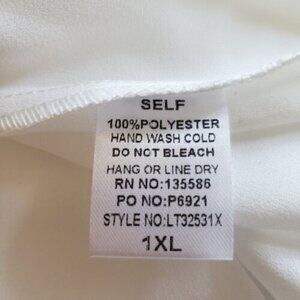 SELF
100%POLYESTER
HAND WASH COLD
DO NOT BLEACH
HANG OR LINE DRY
RN NO:135586
PO NO:P6921
STYLE NO:LT32531X
1XL